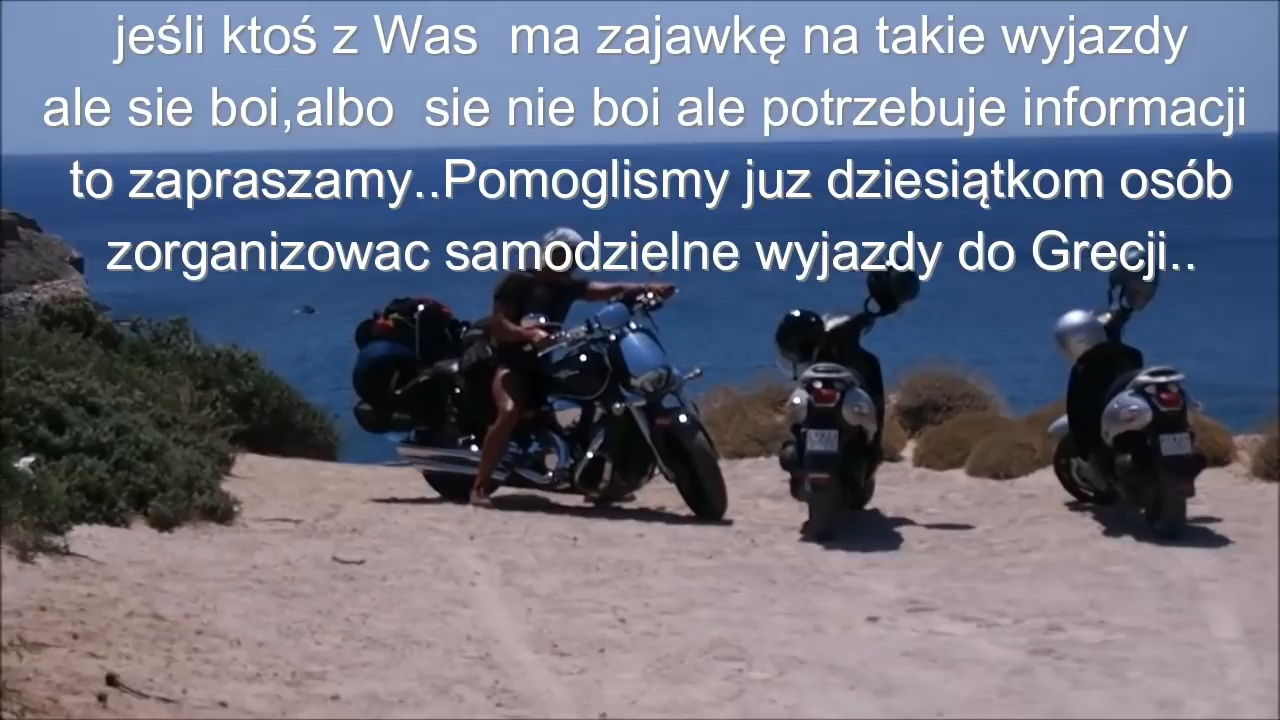 jeśli ktoś z Was  ma zajawkę na takie wyjazdy
ale sie boi,albo  sie nie boi ale potrzebuje informacji
to zapraszamy..Pomoglismy juz dziesiątkom osób
zorganizowac samodzielne wyjazdy do Grecji..